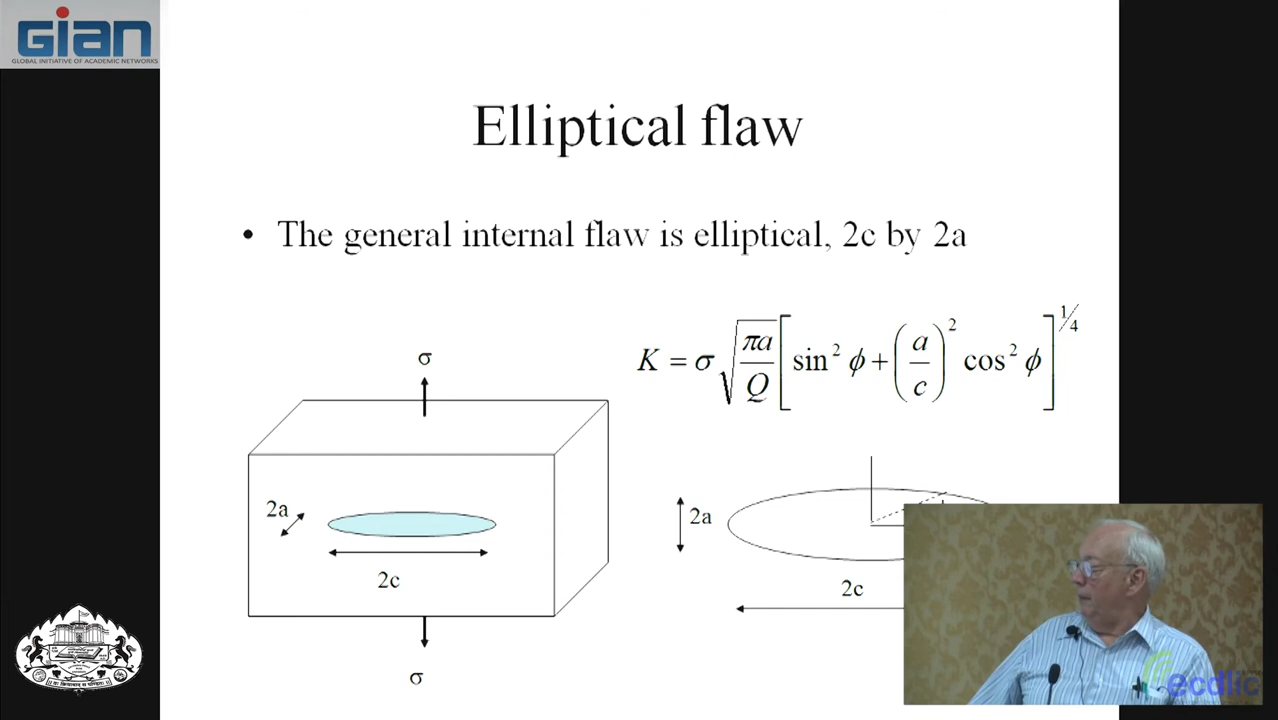 GIAN
GLOBAL INITIATIVE OF ACADEMIC NETWORKS
Elliptical flaw
• The general internal flaw is elliptical, 2c by 2a
K = σ √(πa/Q) [sin² φ + (a/c)² cos² φ]^(1/4)
σ
2a
2c
σ
2a
2c
ecdlic